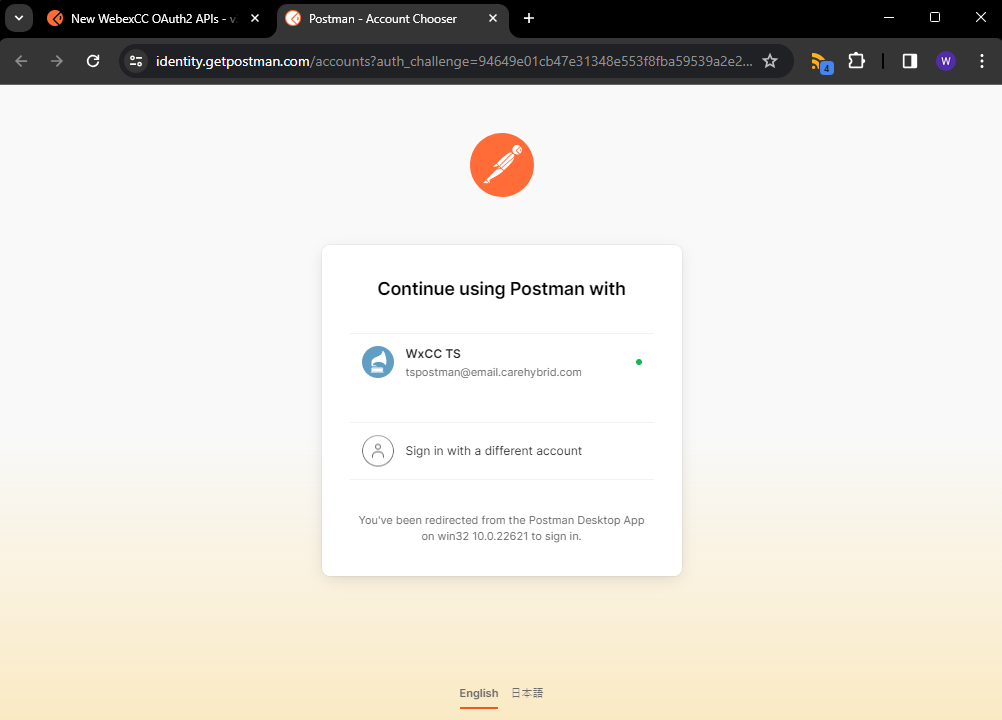 New WebexCC OAuth2 APIs - v
Postman - Account Chooser
identity.getpostman.com/accounts?auth_challenge=94649e01cb47e31348e553f8fba59539a2e2...
4
W
Continue using Postman with
WxCC TS
tspostman@email.carehybrid.com
Sign in with a different account
You've been redirected from the Postman Desktop App
on win32 10.0.22621 to sign in.
English 日本語